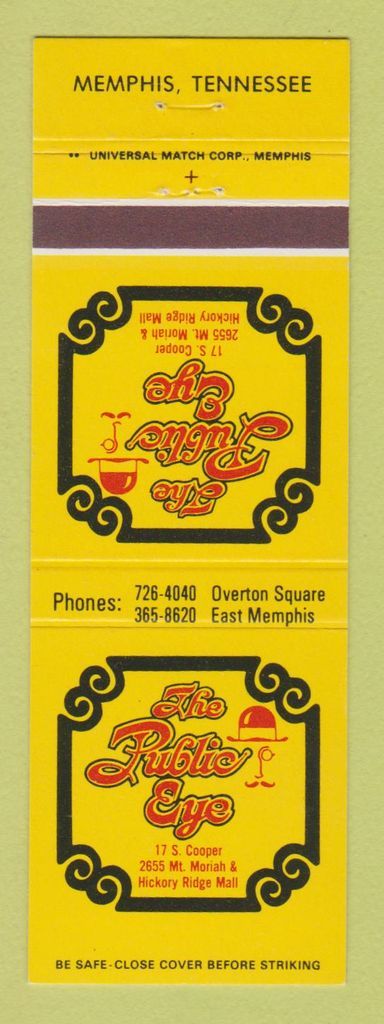 MEMPHIS, TENNESSEE
•• UNIVERSAL MATCH CORP., MEMPHIS
+
The
Public
Eye
17 S. Cooper
2655 Mt. Moriah &
Hickory Ridge Mall
Phones: 726-4040 Overton Square
365-8620 East Memphis
The
Public
Eye
17 S. Cooper
2655 Mt. Moriah &
Hickory Ridge Mall
BE SAFE-CLOSE COVER BEFORE STRIKING